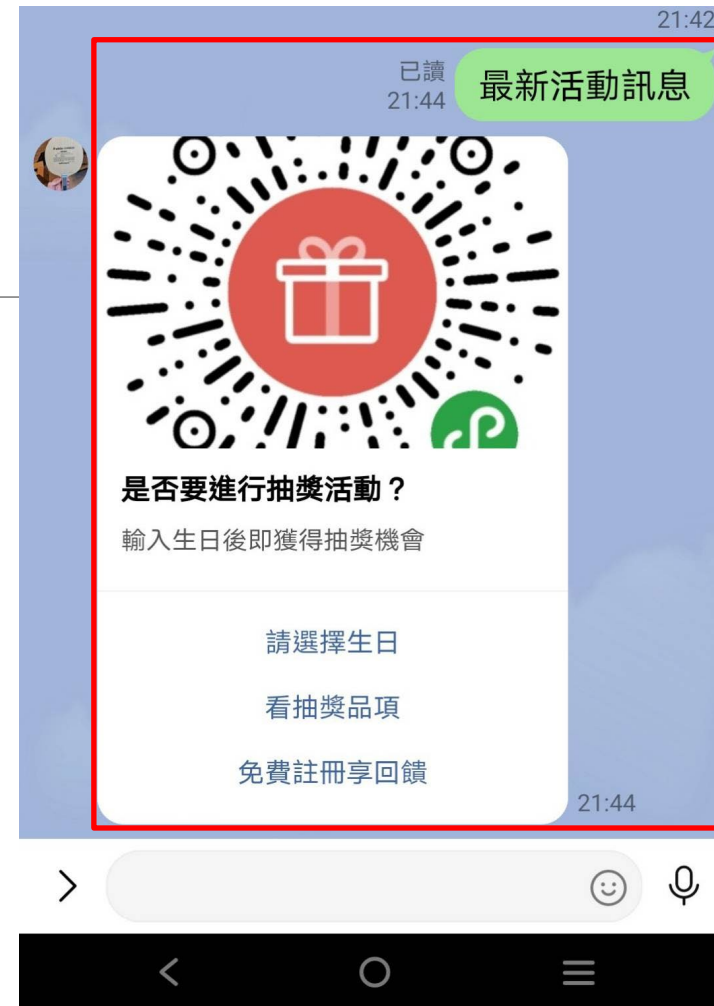 21:42
已讀
21:44
最新活動訊息
是否要進行抽獎活動？
輸入生日後即獲得抽獎機會
請選擇生日
看抽獎品項
免費註冊享回饋
21:44